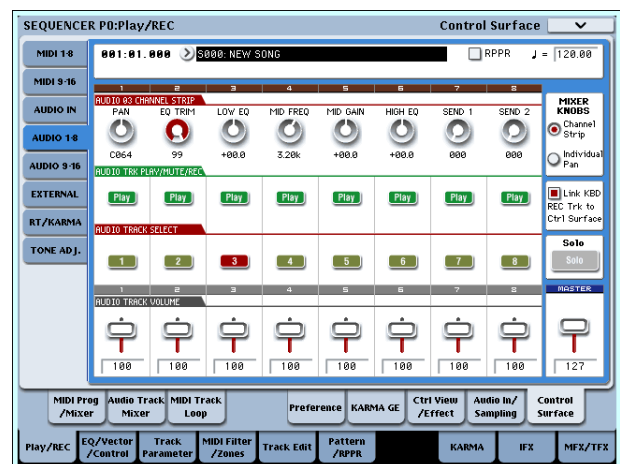 SEQUENCER P0:Play/REC Control Surface
MIDI 1-8
MIDI 9-16
AUDIO IN
AUDIO 1-8
AUDIO 9-16
EXTERNAL
RT/KARMA
TONE ADJ.
001:01.000 S000: NEW SONG RPPR ♩ = 120.00
1 2 3 4 5 6 7 8
AUDIO 03 CHANNEL STRIP
PAN EQ TRIM LOW EQ MID FREQ MID GAIN HIGH EQ SEND 1 SEND 2
C064 99 +00.0 3.20k +00.0 +00.0 000 000
AUDIO TRK PLAY/MUTE/REC
Play Play Play Play Play Play Play Play
AUDIO TRACK SELECT
1 2 3 4 5 6 7 8
1 2 3 4 5 6 7 8
AUDIO TRACK VOLUME
100 100 100 100 100 100 100 100
MIXER
KNOBS
Channel
Strip
Individual
Pan
Link KBD
REC Trk to
Ctrl Surface
Solo
Solo
MASTER
127
MIDI Prog
/Mixer
Audio Track
Mixer
MIDI Track
Loop
Preference
KARMA GE
Ctrl View
/Effect
Audio In/
Sampling
Control
Surface
Play/REC
EQ/Vector
/Control
Track
Parameter
MIDI Filter
/Zones
Track Edit
Pattern
/RPPR
KARMA
IFX
MFX/TFX